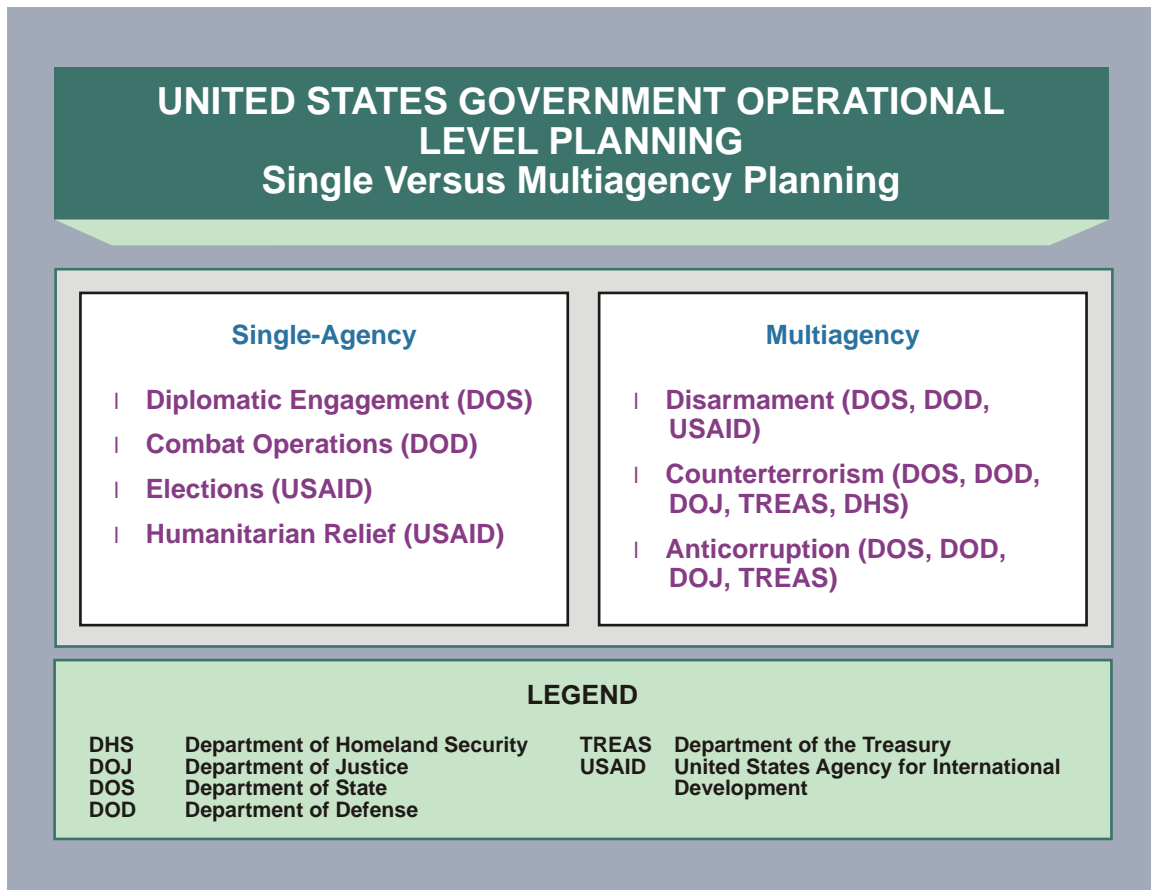 UNITED STATES GOVERNMENT OPERATIONAL
LEVEL PLANNING
Single Versus Multiagency Planning
Single-Agency
l Diplomatic Engagement (DOS)
l Combat Operations (DOD)
l Elections (USAID)
l Humanitarian Relief (USAID)
Multiagency
l Disarmament (DOS, DOD,
USAID)
l Counterterrorism (DOS, DOD,
DOJ, TREAS, DHS)
l Anticorruption (DOS, DOD,
DOJ, TREAS)
LEGEND
DHS Department of Homeland Security
DOJ Department of Justice
DOS Department of State
DOD Department of Defense
TREAS Department of the Treasury
USAID United States Agency for International
Development